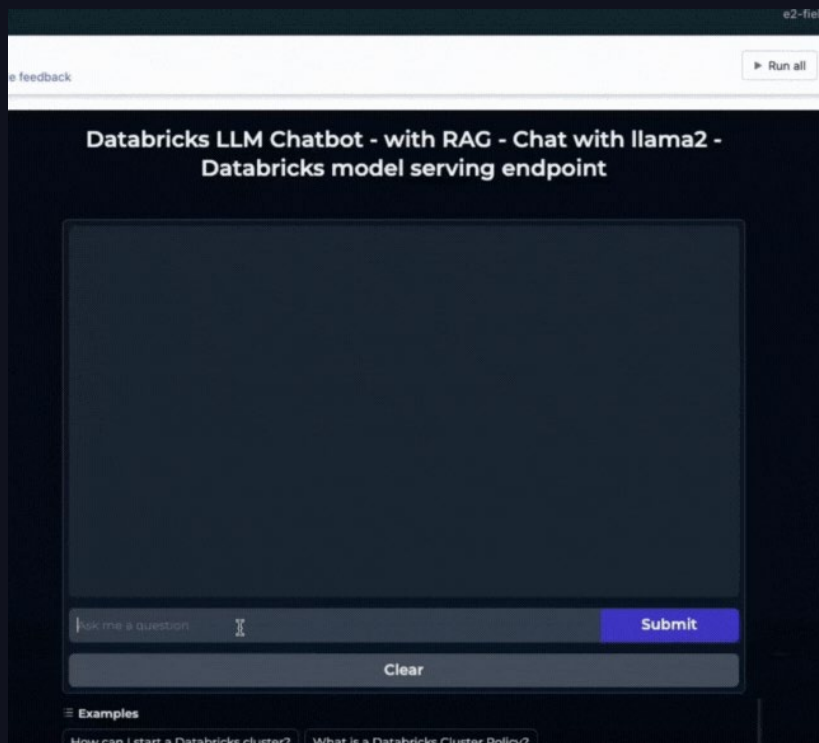 e2-fiel
e feedback
Run all
Databricks LLM Chatbot - with RAG - Chat with llama2 -
Databricks model serving endpoint
Ask me a question
Submit
Clear
Examples
How can I start a Databricks cluster?
What is a Databricks Cluster Policy?